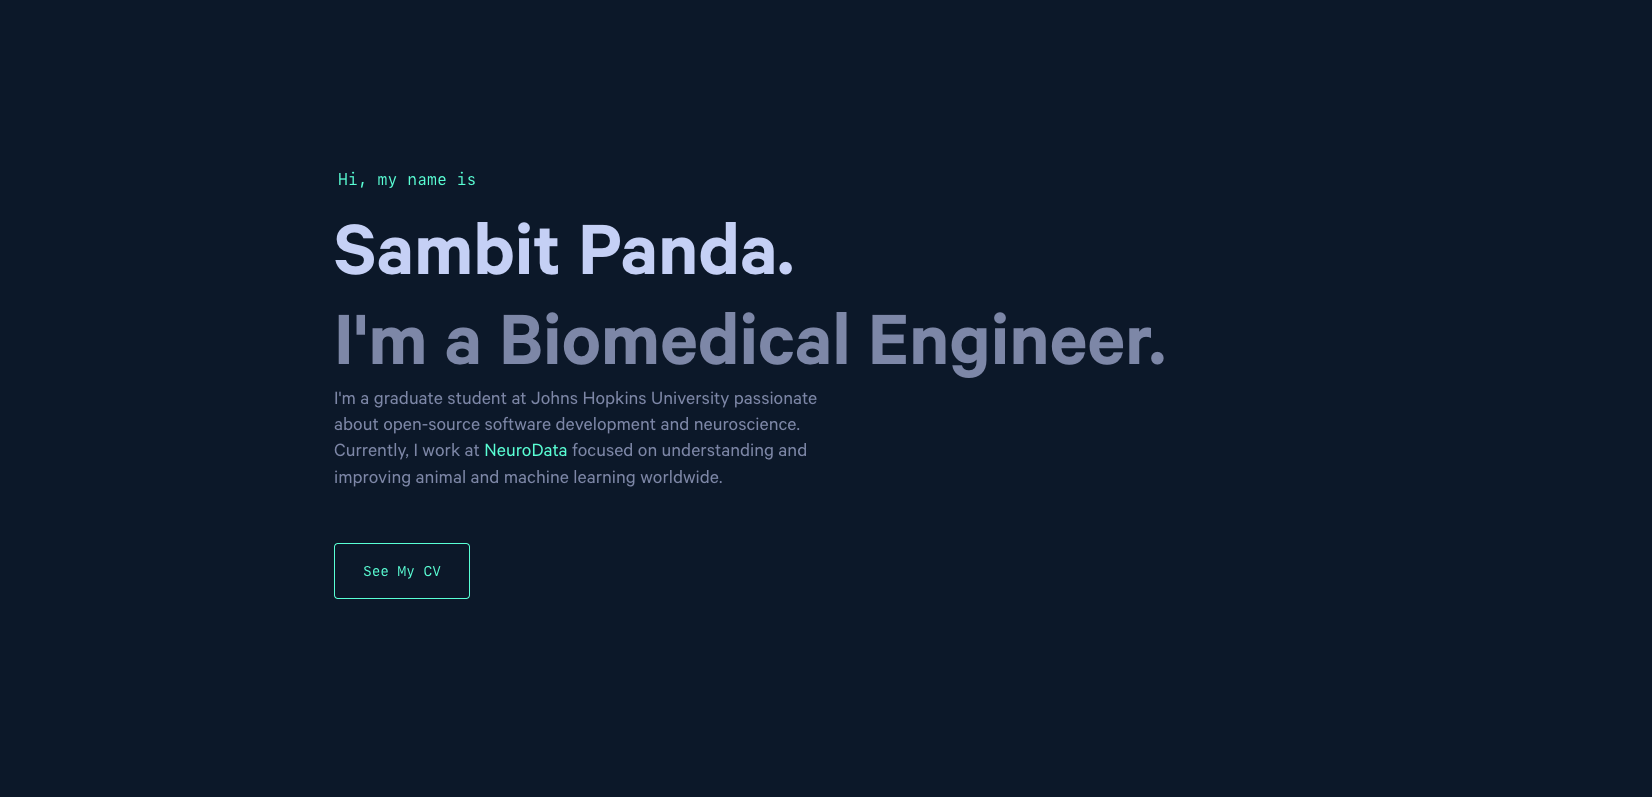 Hi, my name is
Sambit Panda.
I'm a Biomedical Engineer.
I'm a graduate student at Johns Hopkins University passionate
about open-source software development and neuroscience.
Currently, I work at NeuroData focused on understanding and
improving animal and machine learning worldwide.
See My CV